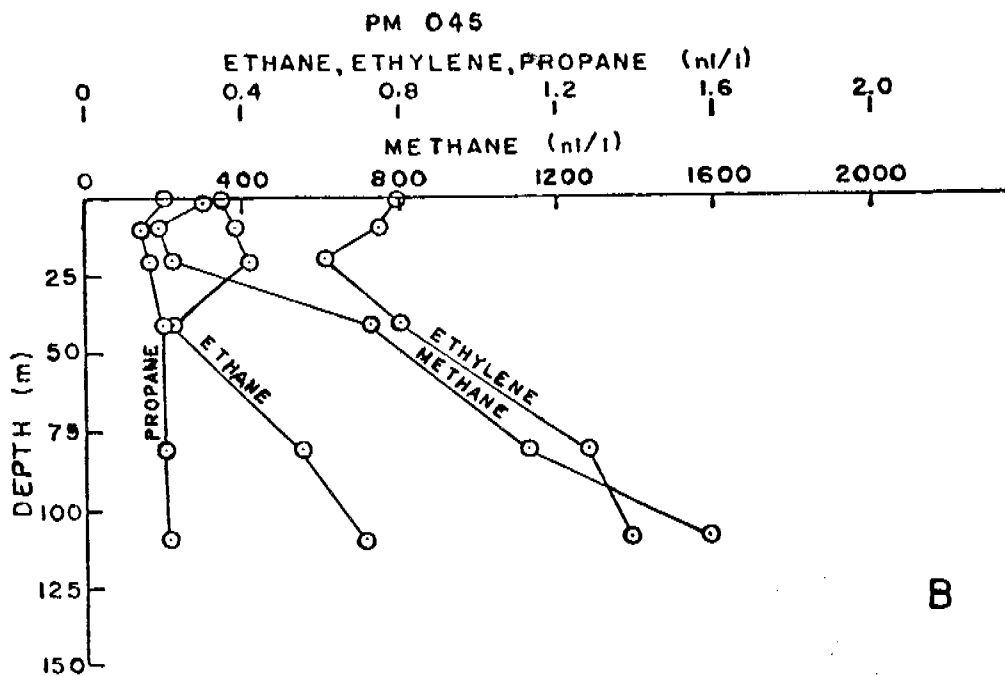 PM 045
ETHANE, ETHYLENE, PROPANE (nl/l)
0 0.4 0.8 1.2 1.6 2.0
METHANE (nl/l)
0 400 800 1200 1600 2000
25
50
75
100
125
150
DEPTH (m)
PROPANE
ETHANE
ETHYLENE
METHANE
B